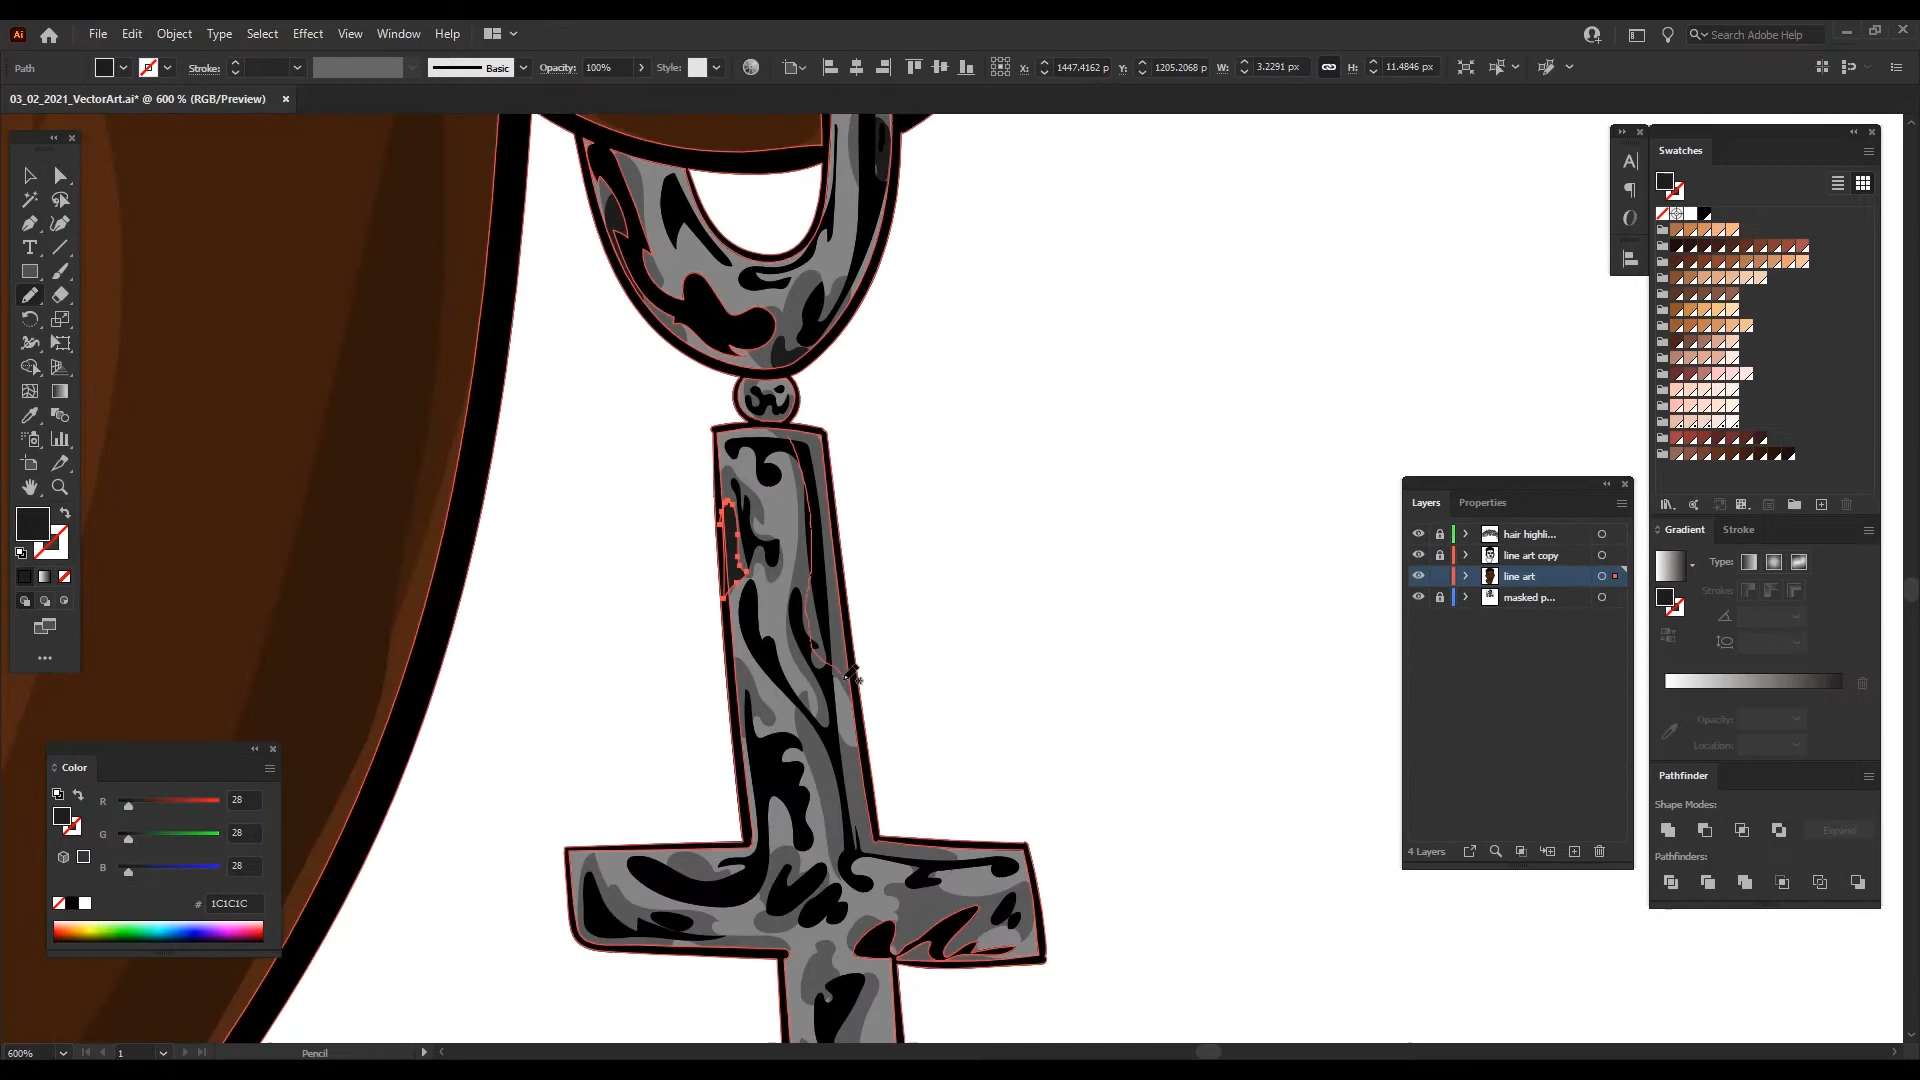 Ai File Edit Object Type Select Effect View Window Help Search Adobe Help
Path Stroke: Basic Opacity: 100% Style: X: 1447.4162 p Y: 1205.2068 p W: 3.2291 px H: 11.4846 px
03_02_2021_VectorArt.ai* @ 600 % (RGB/Preview)
Swatches
Layers Properties
hair highli...
line art copy
line art
masked p...
4 Layers
Gradient Stroke
Type:
Stroke:
Opacity:
Location:
Pathfinder
Shape Modes:
Expand
Pathfinders:
Color
R 28
G 28
B 28
# 1C1C1C
600% 1 Pencil